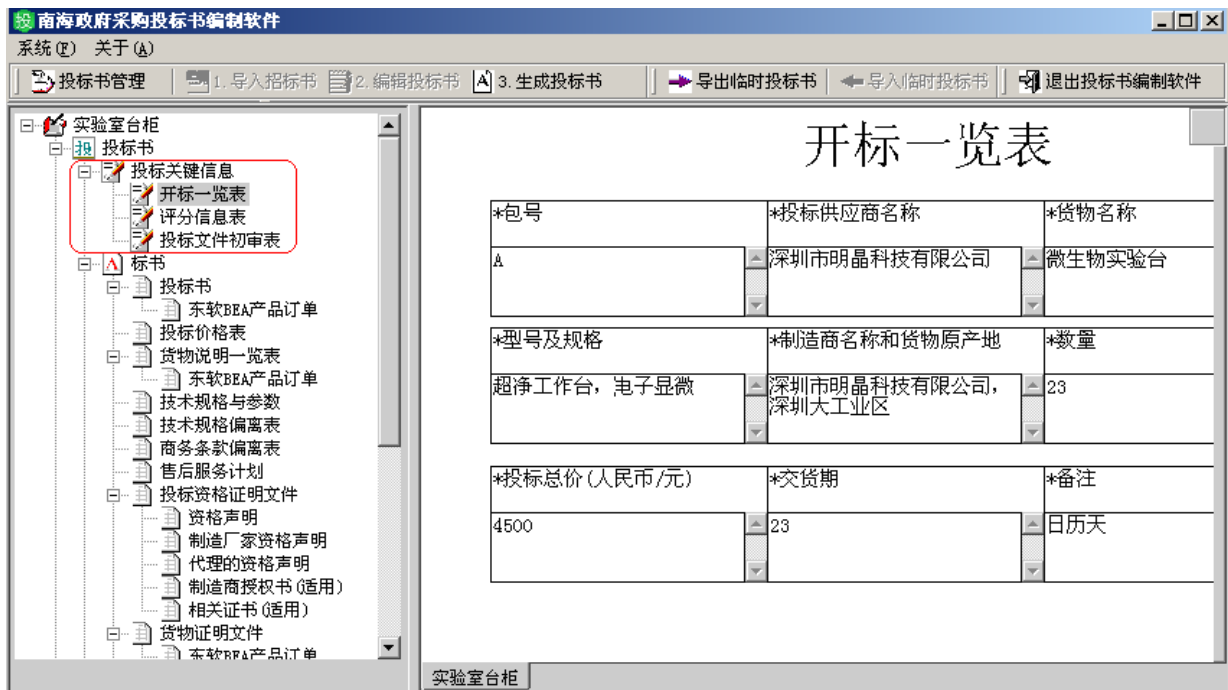 投 南海政府采购投标书编制软件
系统(F) 关于(A)
投标书管理 1.导入招标书 2.编辑投标书 A 3.生成投标书 导出临时投标书 导入临时投标书 退出投标书编制软件
实验室台柜
投 投标书
投标关键信息
开标一览表
评分信息表
投标文件初审表
A 标书
投标书
东软BEA产品订单
投标价格表
货物说明一览表
东软BEA产品订单
技术规格与参数
技术规格偏离表
商务条款偏离表
售后服务计划
投标资格证明文件
资格声明
制造厂家资格声明
代理的资格声明
制造商授权书(适用)
相关证书(适用)
货物证明文件
东软BEA产品订单
开标一览表
*包号 *投标供应商名称 *货物名称
A 深圳市明晶科技有限公司 微生物实验台
*型号及规格 *制造商名称和货物原产地 *数量
超净工作台，电子显微 深圳市明晶科技有限公司， 23
深圳大工业区
*投标总价(人民币/元) *交货期 *备注
4500 23 日历天
实验室台柜